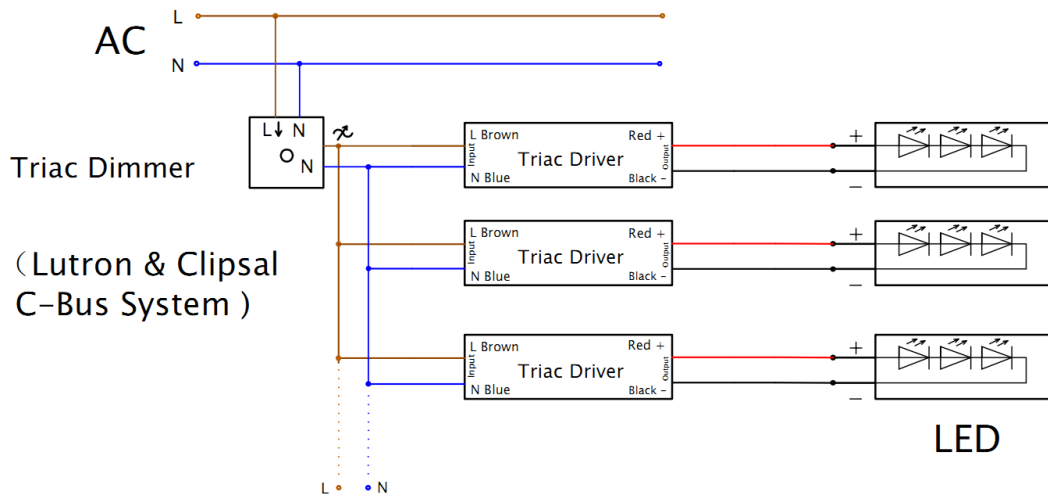 L
AC
N
L N
N
Triac Dimmer
(Lutron & Clipsal
C-Bus System )
L Brown
Red +
Input
Triac Driver
Output
N Blue
Black -
+
-
L Brown
Red +
Input
Triac Driver
Output
N Blue
Black -
+
-
L Brown
Red +
Input
Triac Driver
Output
N Blue
Black -
+
-
LED
L
N